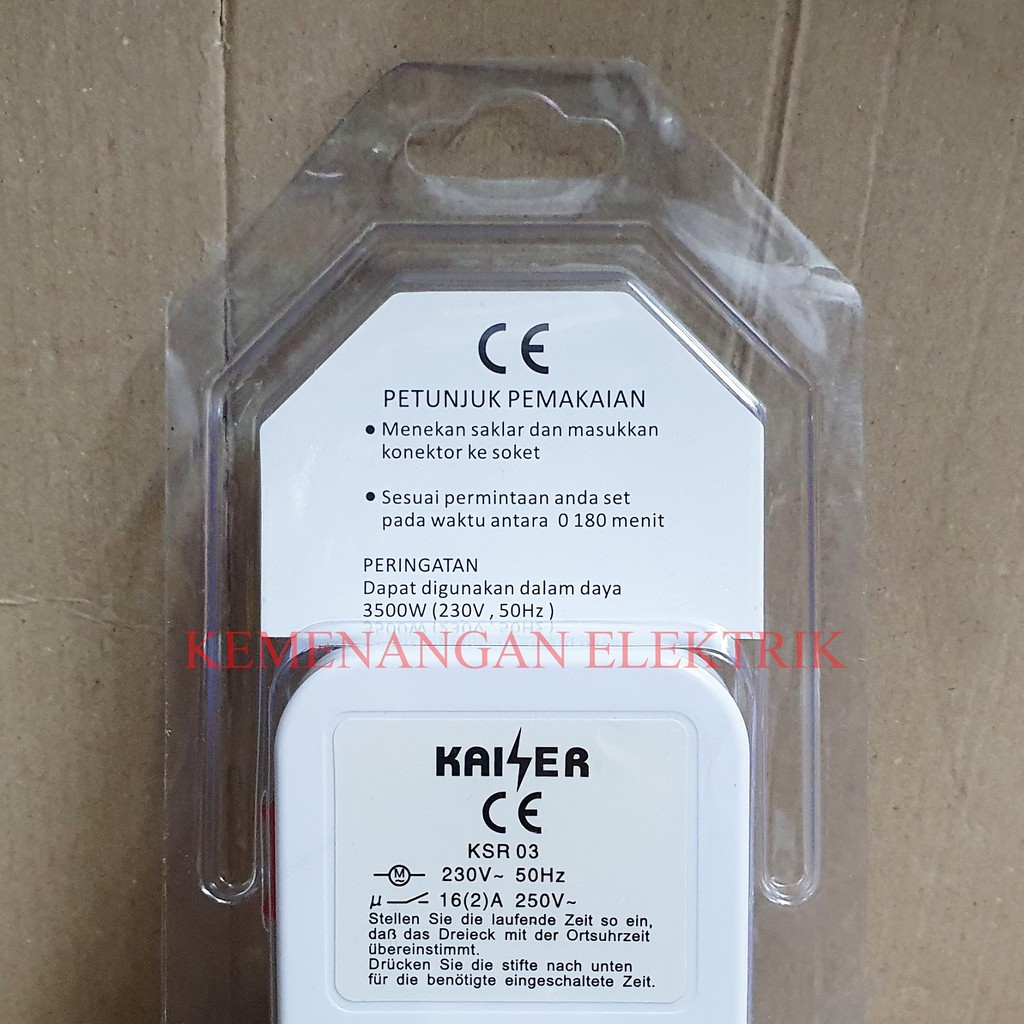 CE
PETUNJUK PEMAKAIAN
• Menekan saklar dan masukkan
konektor ke soket
• Sesuai permintaan anda set
pada waktu antara 0 180 menit
PERINGATAN
Dapat digunakan dalam daya
3500W (230V , 50Hz )
KEMENANGAN ELEKTRIK
KAISER
CE
KSR 03
M 230V~ 50Hz
μ 16(2)A 250V~
Stellen Sie die laufende Zeit so ein,
daß das Dreieck mit der Ortsuhrzeit
übereinstimmt.
Drücken Sie die stifte nach unten
für die benötigte eingeschaltete Zeit.